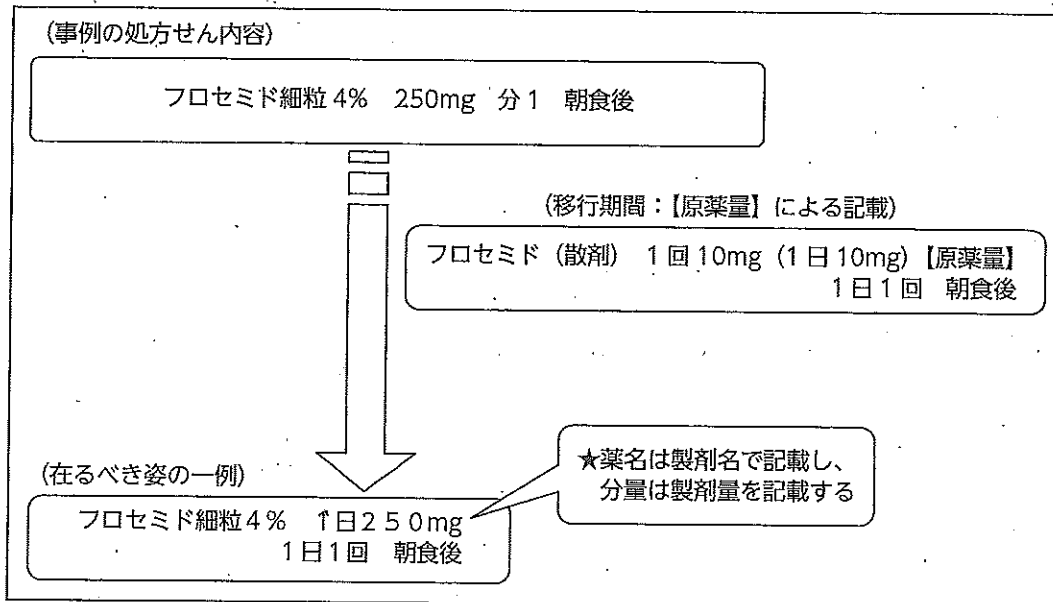 (事例の処方せん内容)
フロセミド細粒4% 250mg 分1 朝食後
(移行期間:【原薬量】による記載)
フロセミド(散剤) 1回10mg(1日10mg)【原薬量】
1日1回 朝食後
★薬名は製剤名で記載し、
分量は製剤量を記載する
(在るべき姿の一例)
フロセミド細粒4% 1日250mg
1日1回 朝食後